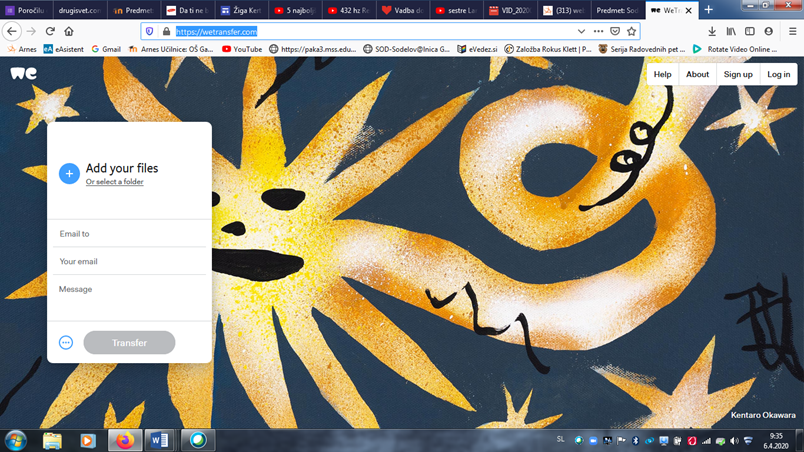 Poročilu
drugisvet.com
Predmet:
Da ti ne b
Žiga Kert
5 najbolj
432 hz Re
Vadba do
sestre La
VID_2020
(313) wel
Predmet: Sod
WeTra
https://wetransfer.com
Arnes
eAsistent
Gmail
Arnes Učilnice: OŠ Ga...
YouTube
https://paka3.mss.edu...
SOD-Sodelov@lnica G...
eVedez.si
Založba Rokus Klett | P...
Serija Radovednih pet ...
Rotate Video Online ...
we
Help
About
Sign up
Log in
Add your files
Or select a folder
Email to
Your email
Message
Transfer
Kentaro Okawara
SL
9:35
6.4.2020